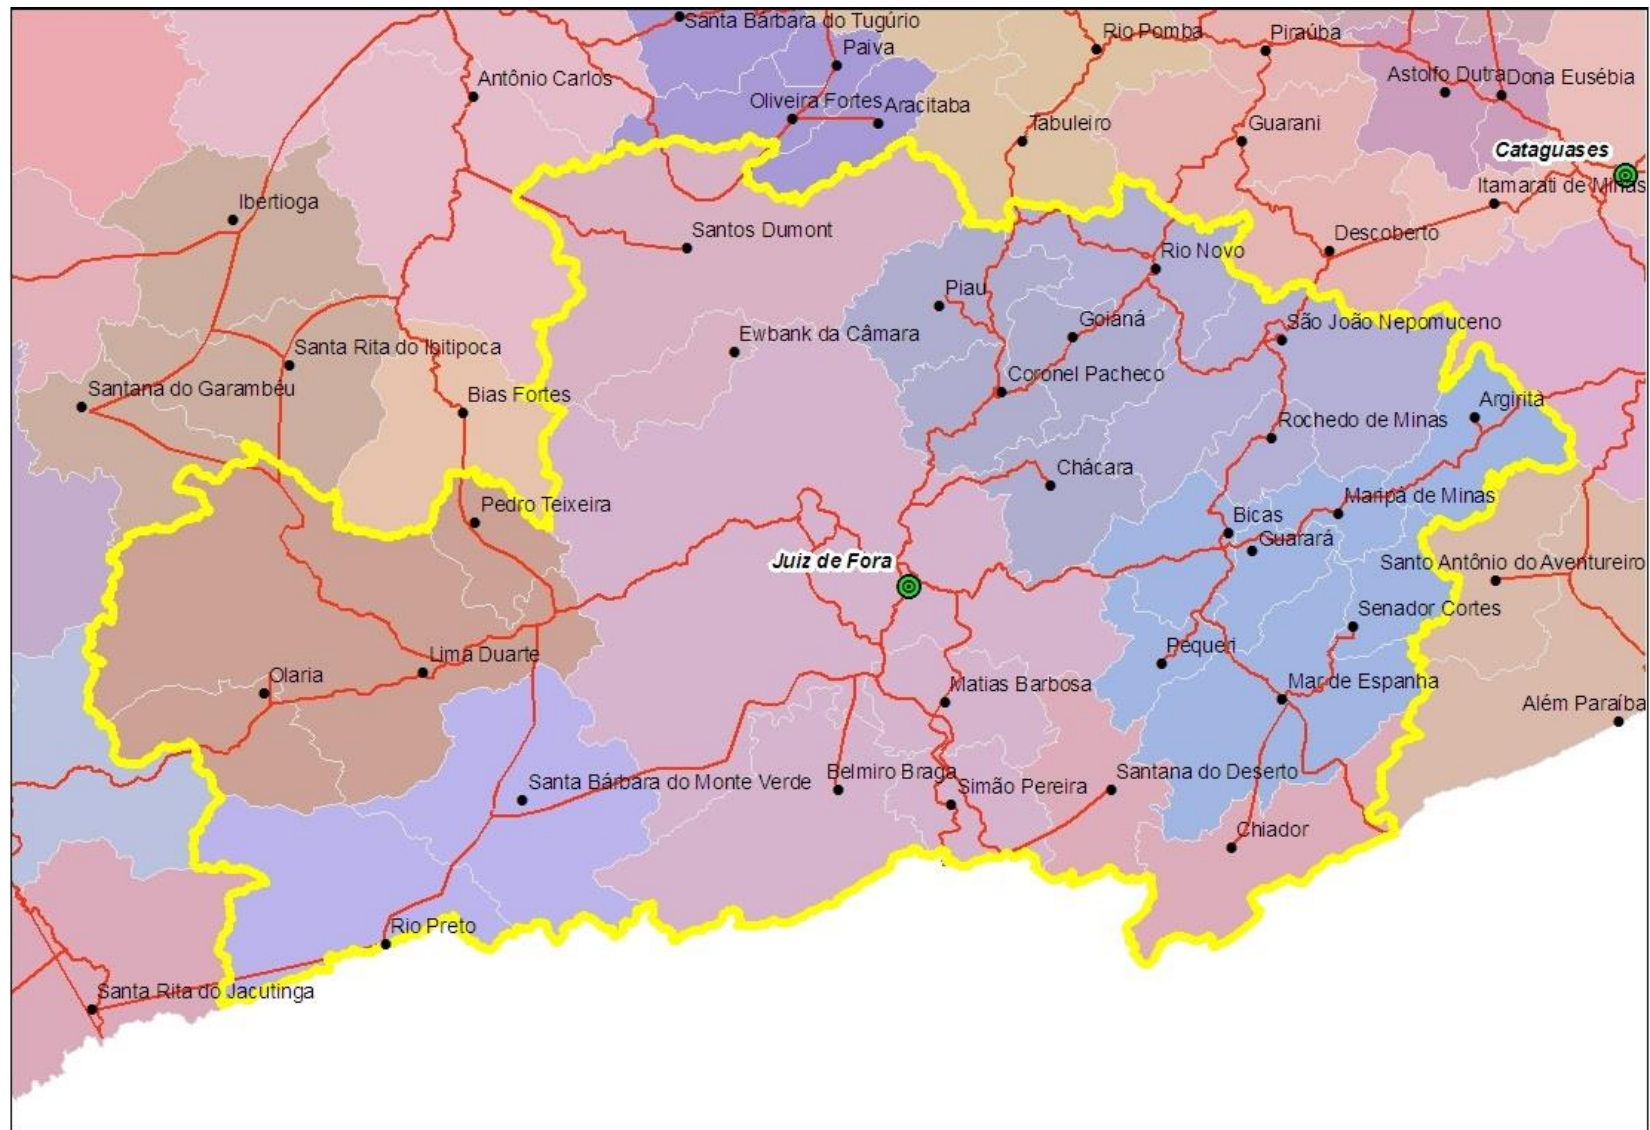 Santa Bárbara do Tugúrio
Rio Pomba
Piraúba
Paiva
Antônio Carlos
Astolfo Dutra
Dona Eusébia
Oliveira Fortes
Aracitaba
Tabuleiro
Guarani
Cataguases
Itamarati de Minas
Ibertioga
Santos Dumont
Descoberto
Rio Novo
Piau
Goianá
São João Nepomuceno
Ewbank da Câmara
Santa Rita do Ibitipoca
Coronel Pacheco
Santana do Garambéu
Bias Fortes
Argirita
Rochedo de Minas
Chácara
Maripá de Minas
Pedro Teixeira
Bicas
Guarará
Juiz de Fora
Santo Antônio do Aventureiro
Senador Cortes
Pequeri
Lima Duarte
Olaria
Matias Barbosa
Mar de Espanha
Além Paraíba
Santa Bárbara do Monte Verde
Belmiro Braga
Santana do Deserto
Simão Pereira
Chiador
Rio Preto
Santa Rita do Jacutinga